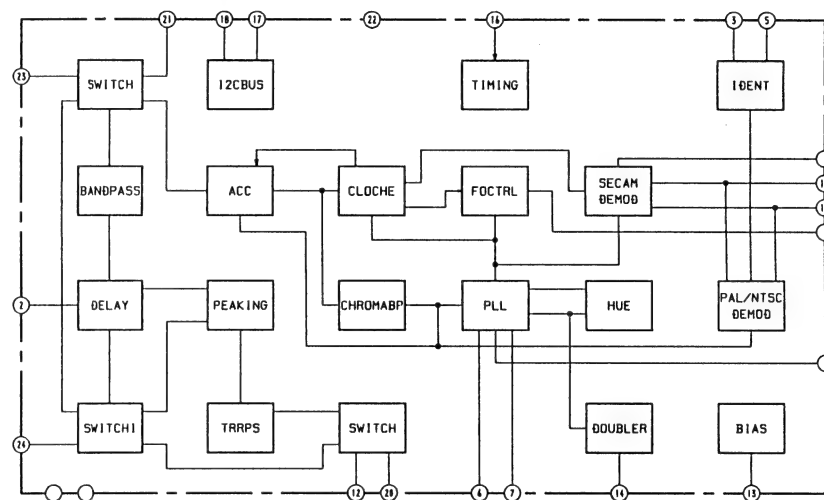 21
18
17
22
16
3
5
23
SWITCH
I2CBUS
TIMING
IDENT
BANDPASS
ACC
CLOCHE
FOCTRL
SECAM
DEMOD
2
DELAY
PEAKING
CHROMABP
PLL
HUE
PAL/NTSC
DEMOD
SWITCH1
TRRPS
SWITCH
DOUBLER
BIAS
24
12
20
6
7
14
13